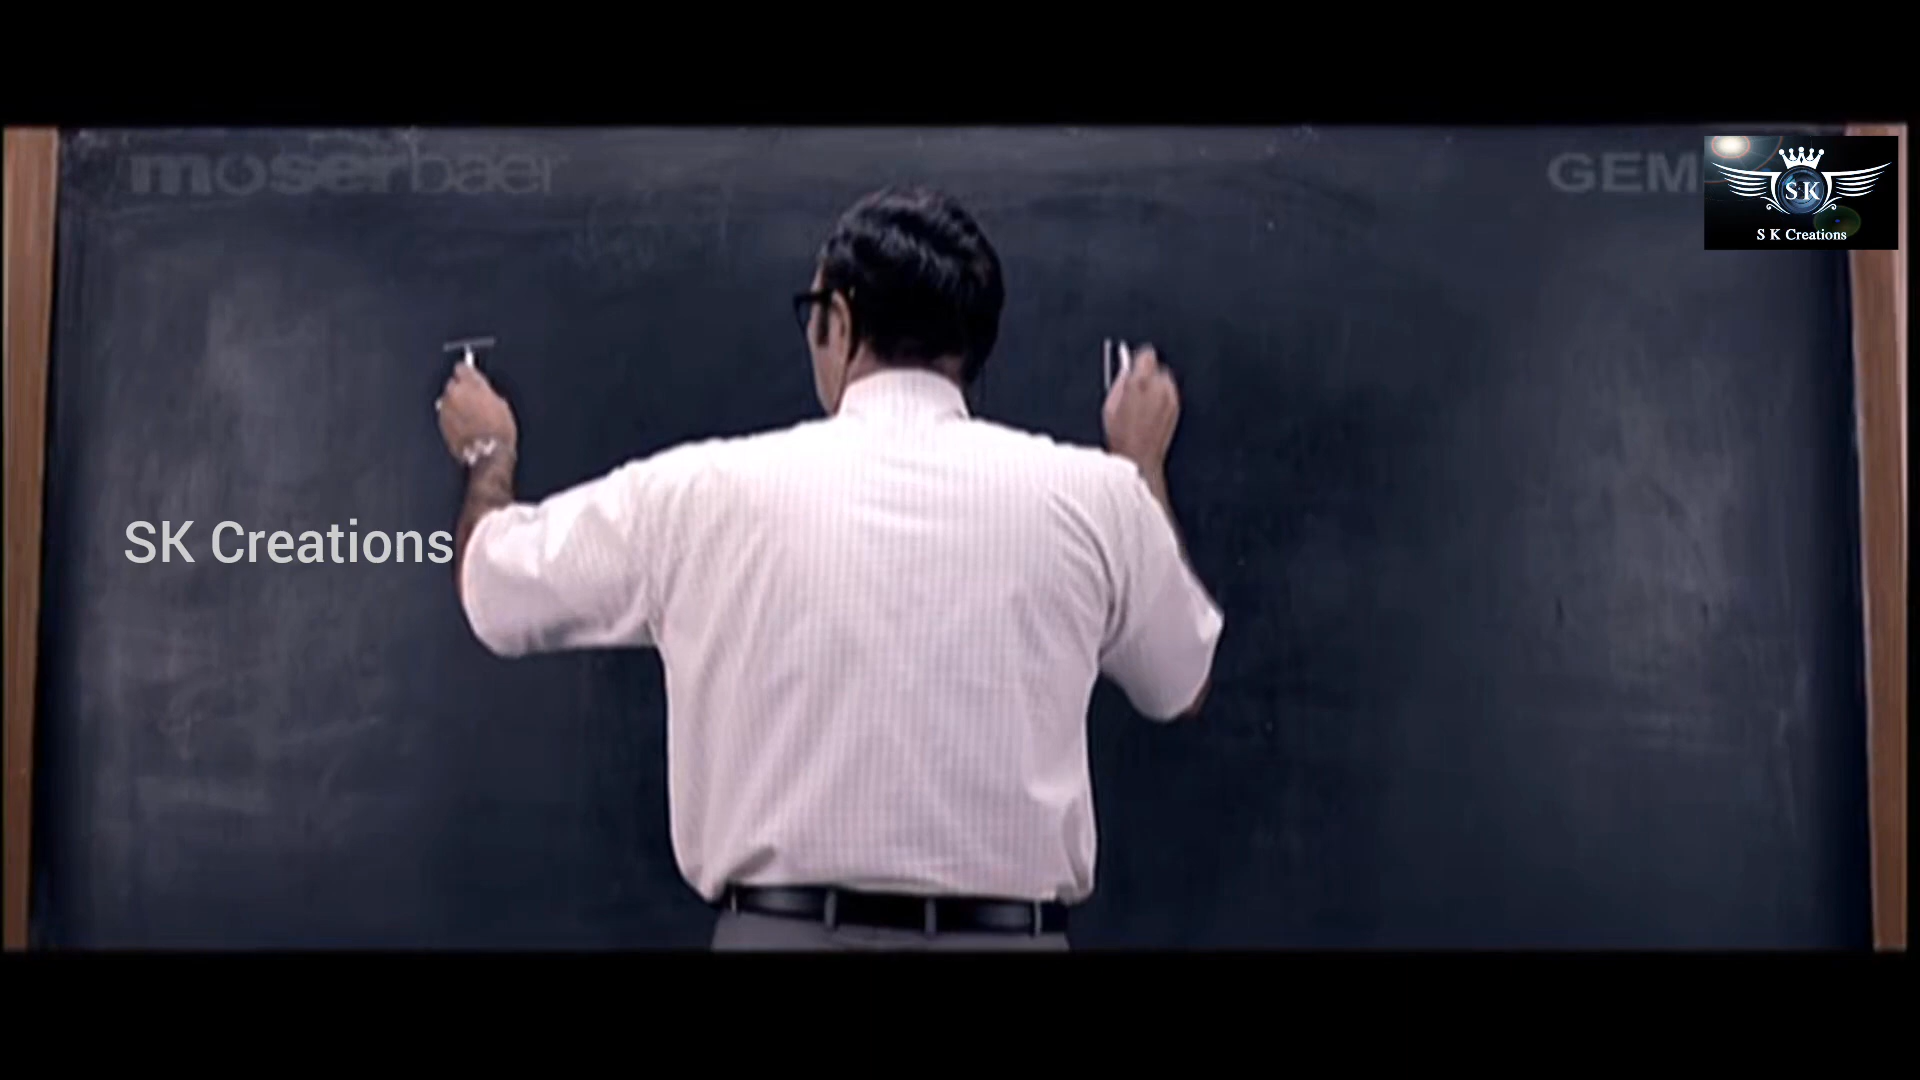 moserbaer
GEM
S K
S K Creations
SK Creations